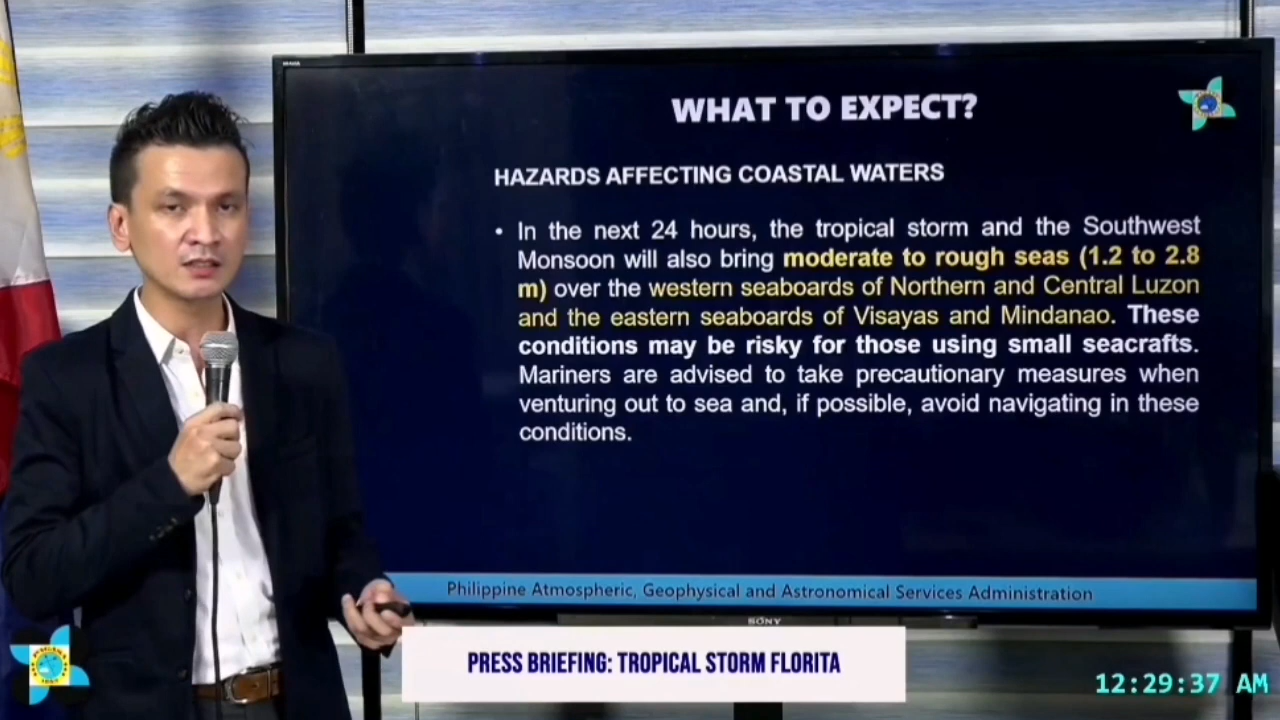 WHAT TO EXPECT?
HAZARDS AFFECTING COASTAL WATERS
• In the next 24 hours, the tropical storm and the Southwest
Monsoon will also bring moderate to rough seas (1.2 to 2.8
m) over the western seaboards of Northern and Central Luzon
and the eastern seaboards of Visayas and Mindanao. These
conditions may be risky for those using small seacrafts.
Mariners are advised to take precautionary measures when
venturing out to sea and, if possible, avoid navigating in these
conditions.
Philippine Atmospheric, Geophysical and Astronomical Services Administration
SONY
PRESS BRIEFING: TROPICAL STORM FLORITA
12:29:37 AM